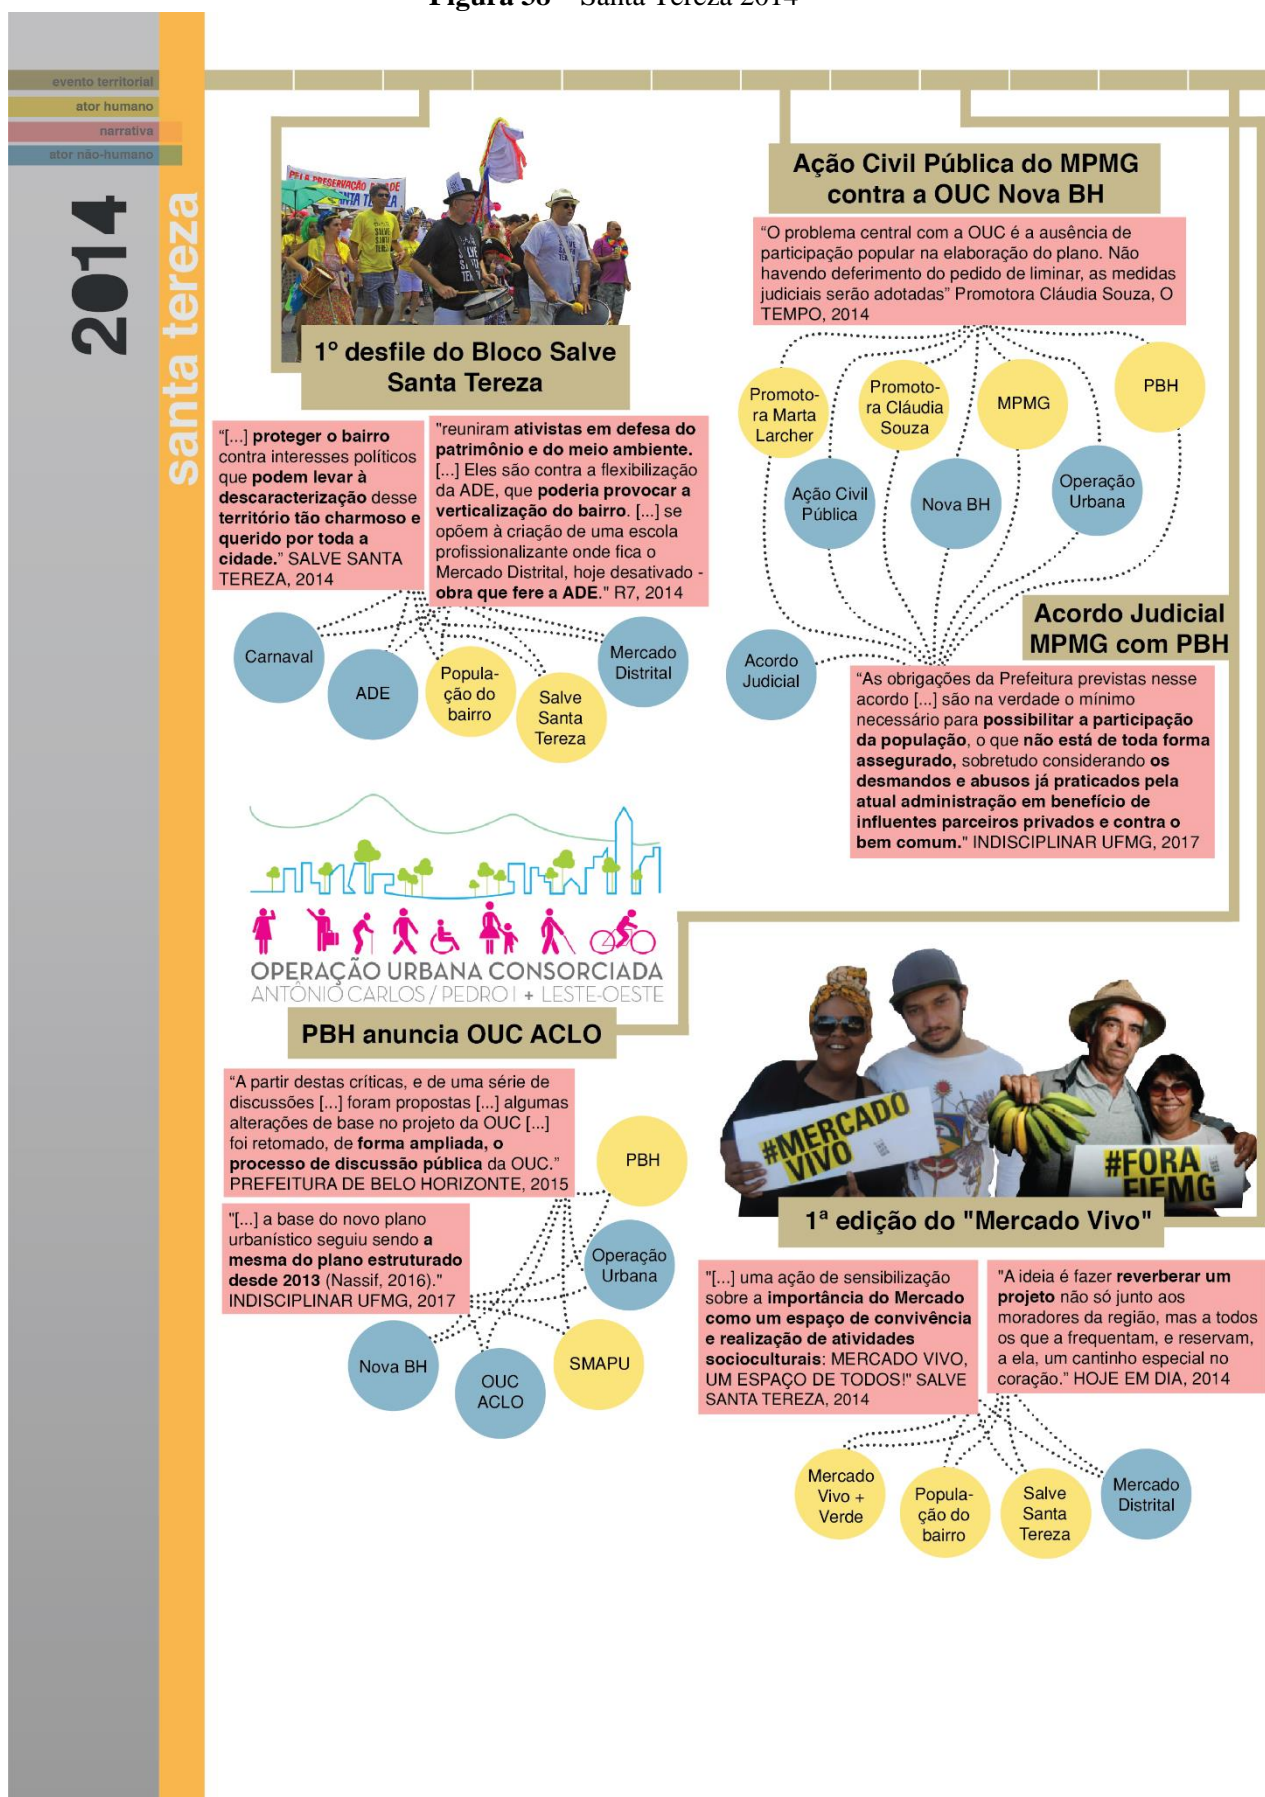 Figura 38 – Santa Tereza 2014
evento territorial
ator humano
narrativa
ator não-humano
2014
santa tereza
PELA PRESERVAÇÃO DA ADE
SANTA TEREZA
SALVE
SANTA
TEREZA
1º desfile do Bloco Salve
Santa Tereza
“[...] proteger o bairro
contra interesses políticos
que podem levar à
descaracterização desse
território tão charmoso e
querido por toda a
cidade.” SALVE SANTA
TEREZA, 2014
"reuniram ativistas em defesa do
patrimônio e do meio ambiente.
[...] Eles são contra a flexibilização
da ADE, que poderia provocar a
verticalização do bairro. [...] se
opõem à criação de uma escola
profissionalizante onde fica o
Mercado Distrital, hoje desativado -
obra que fere a ADE." R7, 2014
Carnaval
ADE
Popula-
ção do
bairro
Salve
Santa
Tereza
Mercado
Distrital
Ação Civil Pública do MPMG
contra a OUC Nova BH
“O problema central com a OUC é a ausência de
participação popular na elaboração do plano. Não
havendo deferimento do pedido de liminar, as medidas
judiciais serão adotadas” Promotora Cláudia Souza, O
TEMPO, 2014
Promoto-
ra Marta
Larcher
Promoto-
ra Cláudia
Souza
MPMG
PBH
Ação Civil
Pública
Nova BH
Operação
Urbana
Acordo Judicial
MPMG com PBH
Acordo
Judicial
“As obrigações da Prefeitura previstas nesse
acordo [...] são na verdade o mínimo
necessário para possibilitar a participação
da população, o que não está de toda forma
assegurado, sobretudo considerando os
desmandos e abusos já praticados pela
atual administração em benefício de
influentes parceiros privados e contra o
bem comum." INDISCIPLINAR UFMG, 2017
OPERAÇÃO URBANA CONSORCIADA
ANTÔNIO CARLOS / PEDRO I + LESTE-OESTE
PBH anuncia OUC ACLO
“A partir destas críticas, e de uma série de
discussões [...] foram propostas [...] algumas
alterações de base no projeto da OUC [...]
foi retomado, de forma ampliada, o
processo de discussão pública da OUC.”
PREFEITURA DE BELO HORIZONTE, 2015
"[...] a base do novo plano
urbanístico seguiu sendo a
mesma do plano estruturado
desde 2013 (Nassif, 2016)."
INDISCIPLINAR UFMG, 2017
PBH
Operação
Urbana
SMAPU
OUC
ACLO
Nova BH
#MERCADO
VIVO
#FORA
FIEMG
1ª edição do "Mercado Vivo"
"[...] uma ação de sensibilização
sobre a importância do Mercado
como um espaço de convivência
e realização de atividades
socioculturais: MERCADO VIVO,
UM ESPAÇO DE TODOS!" SALVE
SANTA TEREZA, 2014
"A ideia é fazer reverberar um
projeto não só junto aos
moradores da região, mas a todos
os que a frequentam, e reservam,
a ela, um cantinho especial no
coração." HOJE EM DIA, 2014
Mercado
Vivo +
Verde
Popula-
ção do
bairro
Salve
Santa
Tereza
Mercado
Distrital